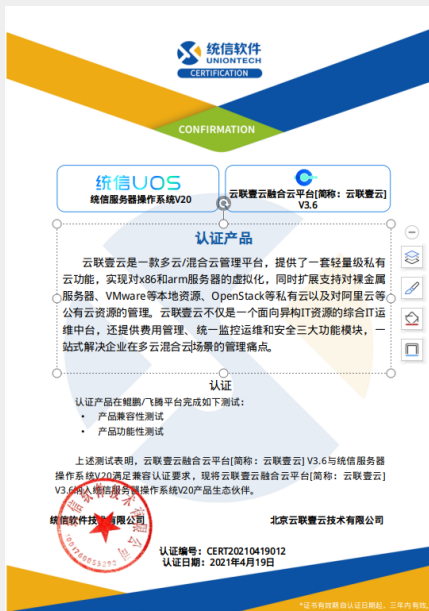 统信软件
UNIONTECH
CERTIFICATION
CONFIRMATION
统信UOS
统信服务器操作系统V20
云联壹云融合云平台[简称：云联壹云]
V3.6
认证产品
云联壹云是一款多云/混合云管理平台，提供了一套轻量级私有
云功能，实现对x86和arm服务器的虚拟化，同时扩展支持对裸金属
服务器、VMware等本地资源、OpenStack等私有云以及对阿里云等
公有云资源的管理。云联壹云不仅是一个面向异构IT资源的综合IT运
维中台，还提供费用管理、统一监控运维和安全三大功能模块，一
站式解决企业在多云混合云场景的管理痛点。
认证
认证产品在鲲鹏/飞腾平台完成如下测试：
• 产品兼容性测试
• 产品功能性测试
上述测试表明，云联壹云融合云平台[简称：云联壹云] V3.6与统信服务器
操作系统V20满足兼容认证要求，现将云联壹云融合云平台[简称：云联壹云]
V3.6纳入统信服务器操作系统V20产品生态伙伴。
统信软件技术有限公司
北京云联壹云技术有限公司
认证编号：CERT20210419012
认证日期：2021年4月19日
*证书有效期自认证日期起，三年内有效